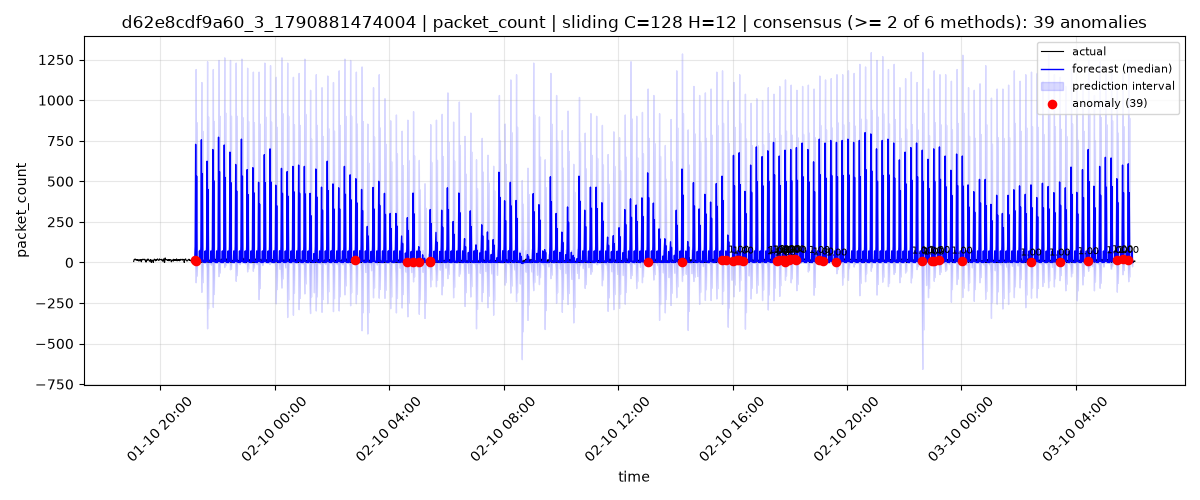 d62e8cdf9a60_3_1790881474004 | packet_count | sliding C=128 H=12 | consensus (>= 2 of 6 methods): 39 anomalies
actual
forecast (median)
prediction interval
anomaly (39)
packet_count
1250
1000
750
500
250
0
−250
−500
−750
01-10 20:00
02-10 00:00
02-10 04:00
02-10 08:00
02-10 12:00
02-10 16:00
02-10 20:00
03-10 00:00
03-10 04:00
time